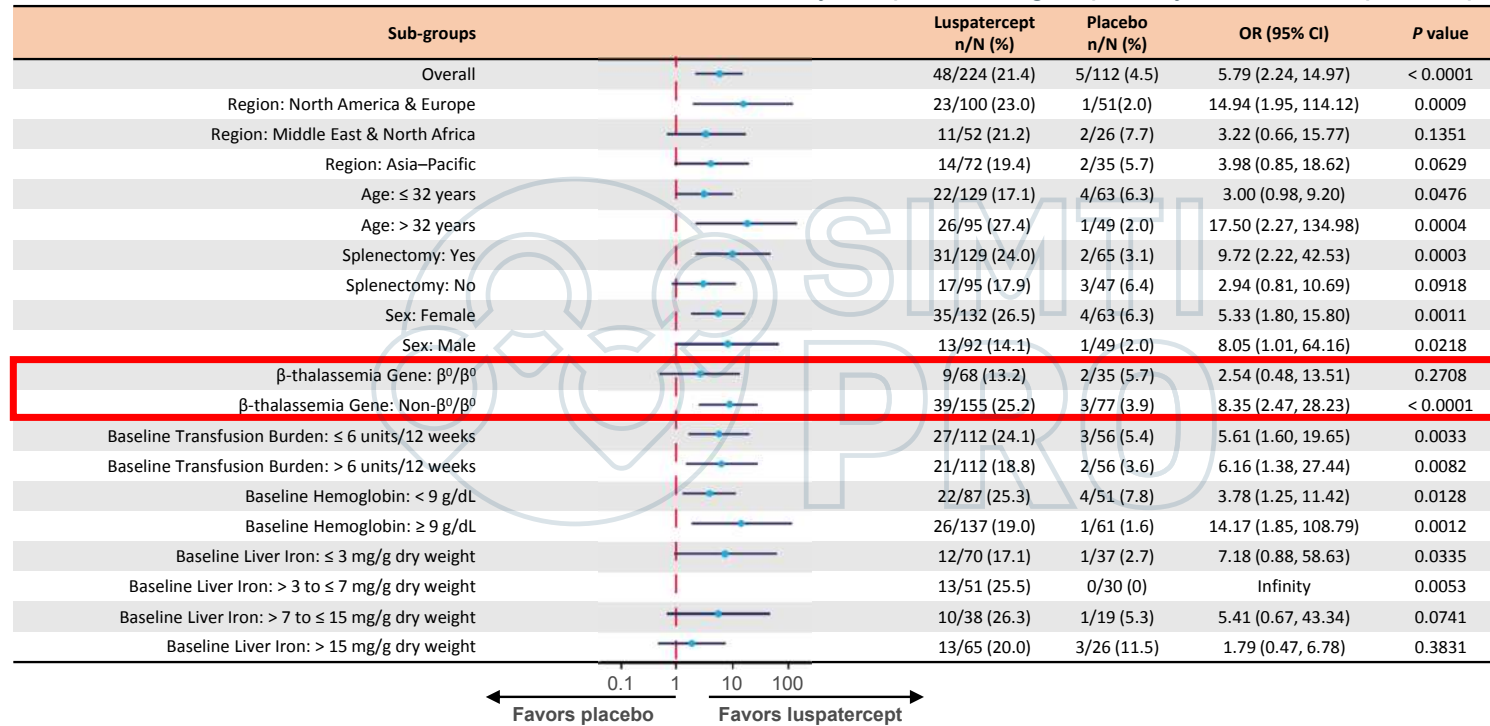 Sub-groups Luspatercept n/N (%) Placebo n/N (%) OR (95% CI) P value
Overall 48/224 (21.4) 5/112 (4.5) 5.79 (2.24, 14.97) < 0.0001
Region: North America & Europe 23/100 (23.0) 1/51(2.0) 14.94 (1.95, 114.12) 0.0009
Region: Middle East & North Africa 11/52 (21.2) 2/26 (7.7) 3.22 (0.66, 15.77) 0.1351
Region: Asia–Pacific 14/72 (19.4) 2/35 (5.7) 3.98 (0.85, 18.62) 0.0629
Age: ≤ 32 years 22/129 (17.1) 4/63 (6.3) 3.00 (0.98, 9.20) 0.0476
Age: > 32 years 26/95 (27.4) 1/49 (2.0) 17.50 (2.27, 134.98) 0.0004
Splenectomy: Yes 31/129 (24.0) 2/65 (3.1) 9.72 (2.22, 42.53) 0.0003
Splenectomy: No 17/95 (17.9) 3/47 (6.4) 2.94 (0.81, 10.69) 0.0918
Sex: Female 35/132 (26.5) 4/63 (6.3) 5.33 (1.80, 15.80) 0.0011
Sex: Male 13/92 (14.1) 1/49 (2.0) 8.05 (1.01, 64.16) 0.0218
β-thalassemia Gene: β⁰/β⁰ 9/68 (13.2) 2/35 (5.7) 2.54 (0.48, 13.51) 0.2708
β-thalassemia Gene: Non-β⁰/β⁰ 39/155 (25.2) 3/77 (3.9) 8.35 (2.47, 28.23) < 0.0001
Baseline Transfusion Burden: ≤ 6 units/12 weeks 27/112 (24.1) 3/56 (5.4) 5.61 (1.60, 19.65) 0.0033
Baseline Transfusion Burden: > 6 units/12 weeks 21/112 (18.8) 2/56 (3.6) 6.16 (1.38, 27.44) 0.0082
Baseline Hemoglobin: < 9 g/dL 22/87 (25.3) 4/51 (7.8) 3.78 (1.25, 11.42) 0.0128
Baseline Hemoglobin: ≥ 9 g/dL 26/137 (19.0) 1/61 (1.6) 14.17 (1.85, 108.79) 0.0012
Baseline Liver Iron: ≤ 3 mg/g dry weight 12/70 (17.1) 1/37 (2.7) 7.18 (0.88, 58.63) 0.0335
Baseline Liver Iron: > 3 to ≤ 7 mg/g dry weight 13/51 (25.5) 0/30 (0) Infinity 0.0053
Baseline Liver Iron: > 7 to ≤ 15 mg/g dry weight 10/38 (26.3) 1/19 (5.3) 5.41 (0.67, 43.34) 0.0741
Baseline Liver Iron: > 15 mg/g dry weight 13/65 (20.0) 3/26 (11.5) 1.79 (0.47, 6.78) 0.3831
0.1 1 10 100
Favors placebo Favors luspatercept
SIMTI
PRO